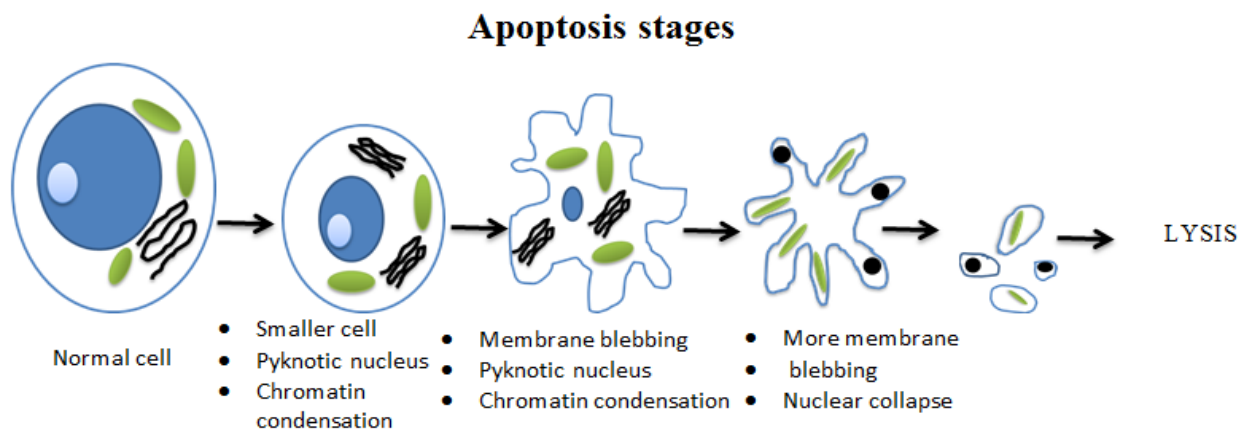 Apoptosis stages
LYSIS
Normal cell
• Smaller cell
• Pyknotic nucleus
• Chromatin
condensation
• Membrane blebbing
• Pyknotic nucleus
• Chromatin condensation
• More membrane
• blebbing
• Nuclear collapse